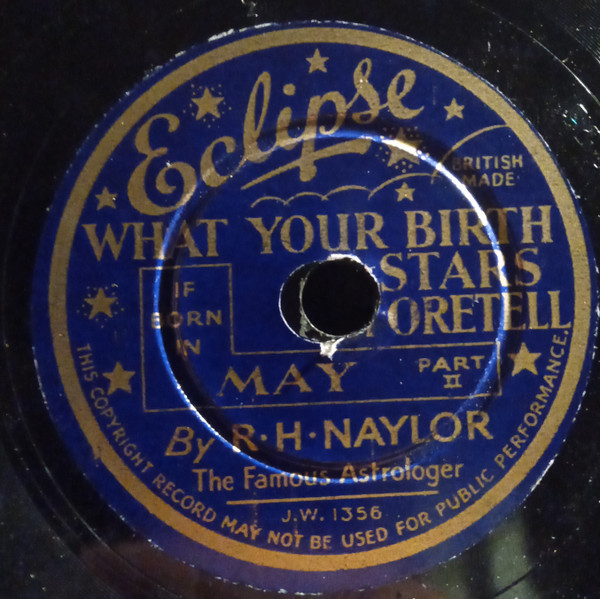 Eclipse
BRITISH
MADE
WHAT YOUR BIRTH
STARS
FORETELL
IF
BORN
IN
MAY
PART
II
By R·H·NAYLOR
The Famous Astrologer
J.W. 1356
THIS COPYRIGHT RECORD MAY NOT BE USED FOR PUBLIC PERFORMANCE.